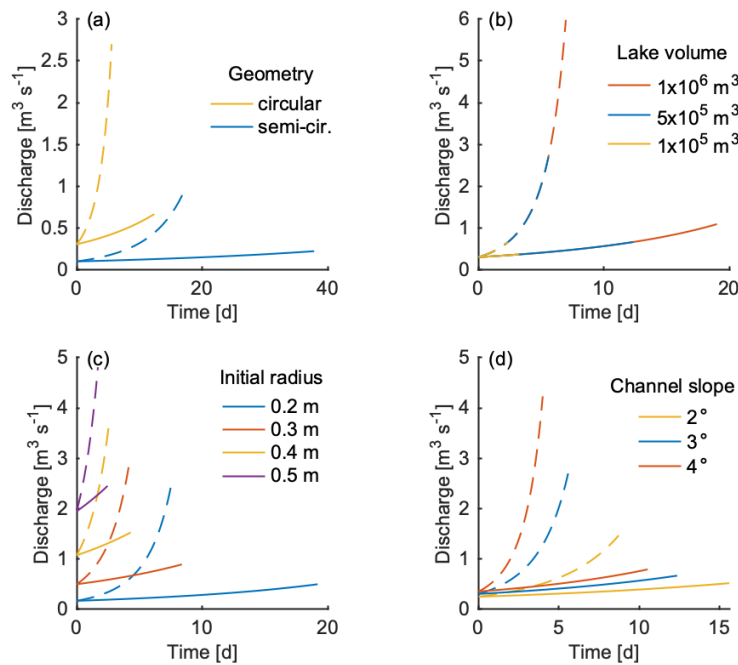 (a)
Discharge [m³ s⁻¹]
3
2.5
2
1.5
1
0.5
0
Geometry
circular
semi-cir.
0 20 40
Time [d]
(b)
Discharge [m³ s⁻¹]
6
5
4
3
2
1
0
Lake volume
1x10⁶ m³
5x10⁵ m³
1x10⁵ m³
0 10 20
Time [d]
(c)
Discharge [m³ s⁻¹]
5
4
3
2
1
0
Initial radius
0.2 m
0.3 m
0.4 m
0.5 m
0 10 20
Time [d]
(d)
Discharge [m³ s⁻¹]
5
4
3
2
1
0
Channel slope
2°
3°
4°
0 5 10 15
Time [d]